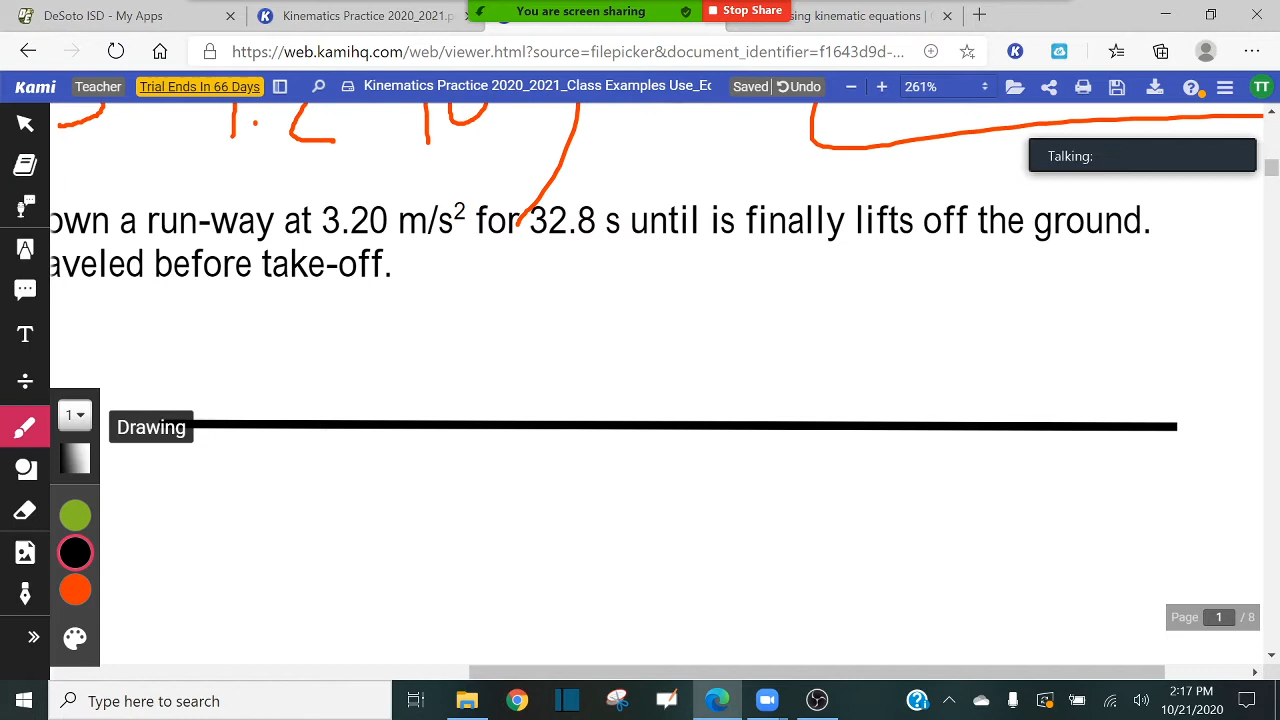 td - My Apps
Kinematics Practice 2020_2021.p
You are screen sharing
Stop Share
sing kinematic equations (
https://web.kamihq.com/web/viewer.html?source=filepicker&document_identifier=f1643d9d-...
Kami
Teacher
Trial Ends In 66 Days
Kinematics Practice 2020_2021_Class Examples Use_Ec
Saved
Undo
261%
TT
Talking:
own a run-way at 3.20 m/s² for 32.8 s until is finally lifts off the ground.
aveled before take-off.
1
Drawing
Page 1 / 8
Type here to search
2:17 PM
10/21/2020